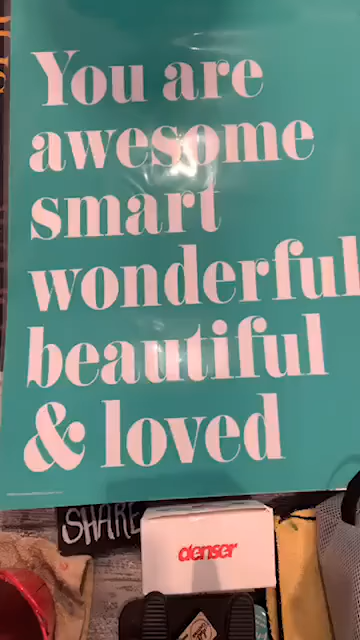 You are
awesome
smart
wonderful
beautiful
& loved
SHARE
denser